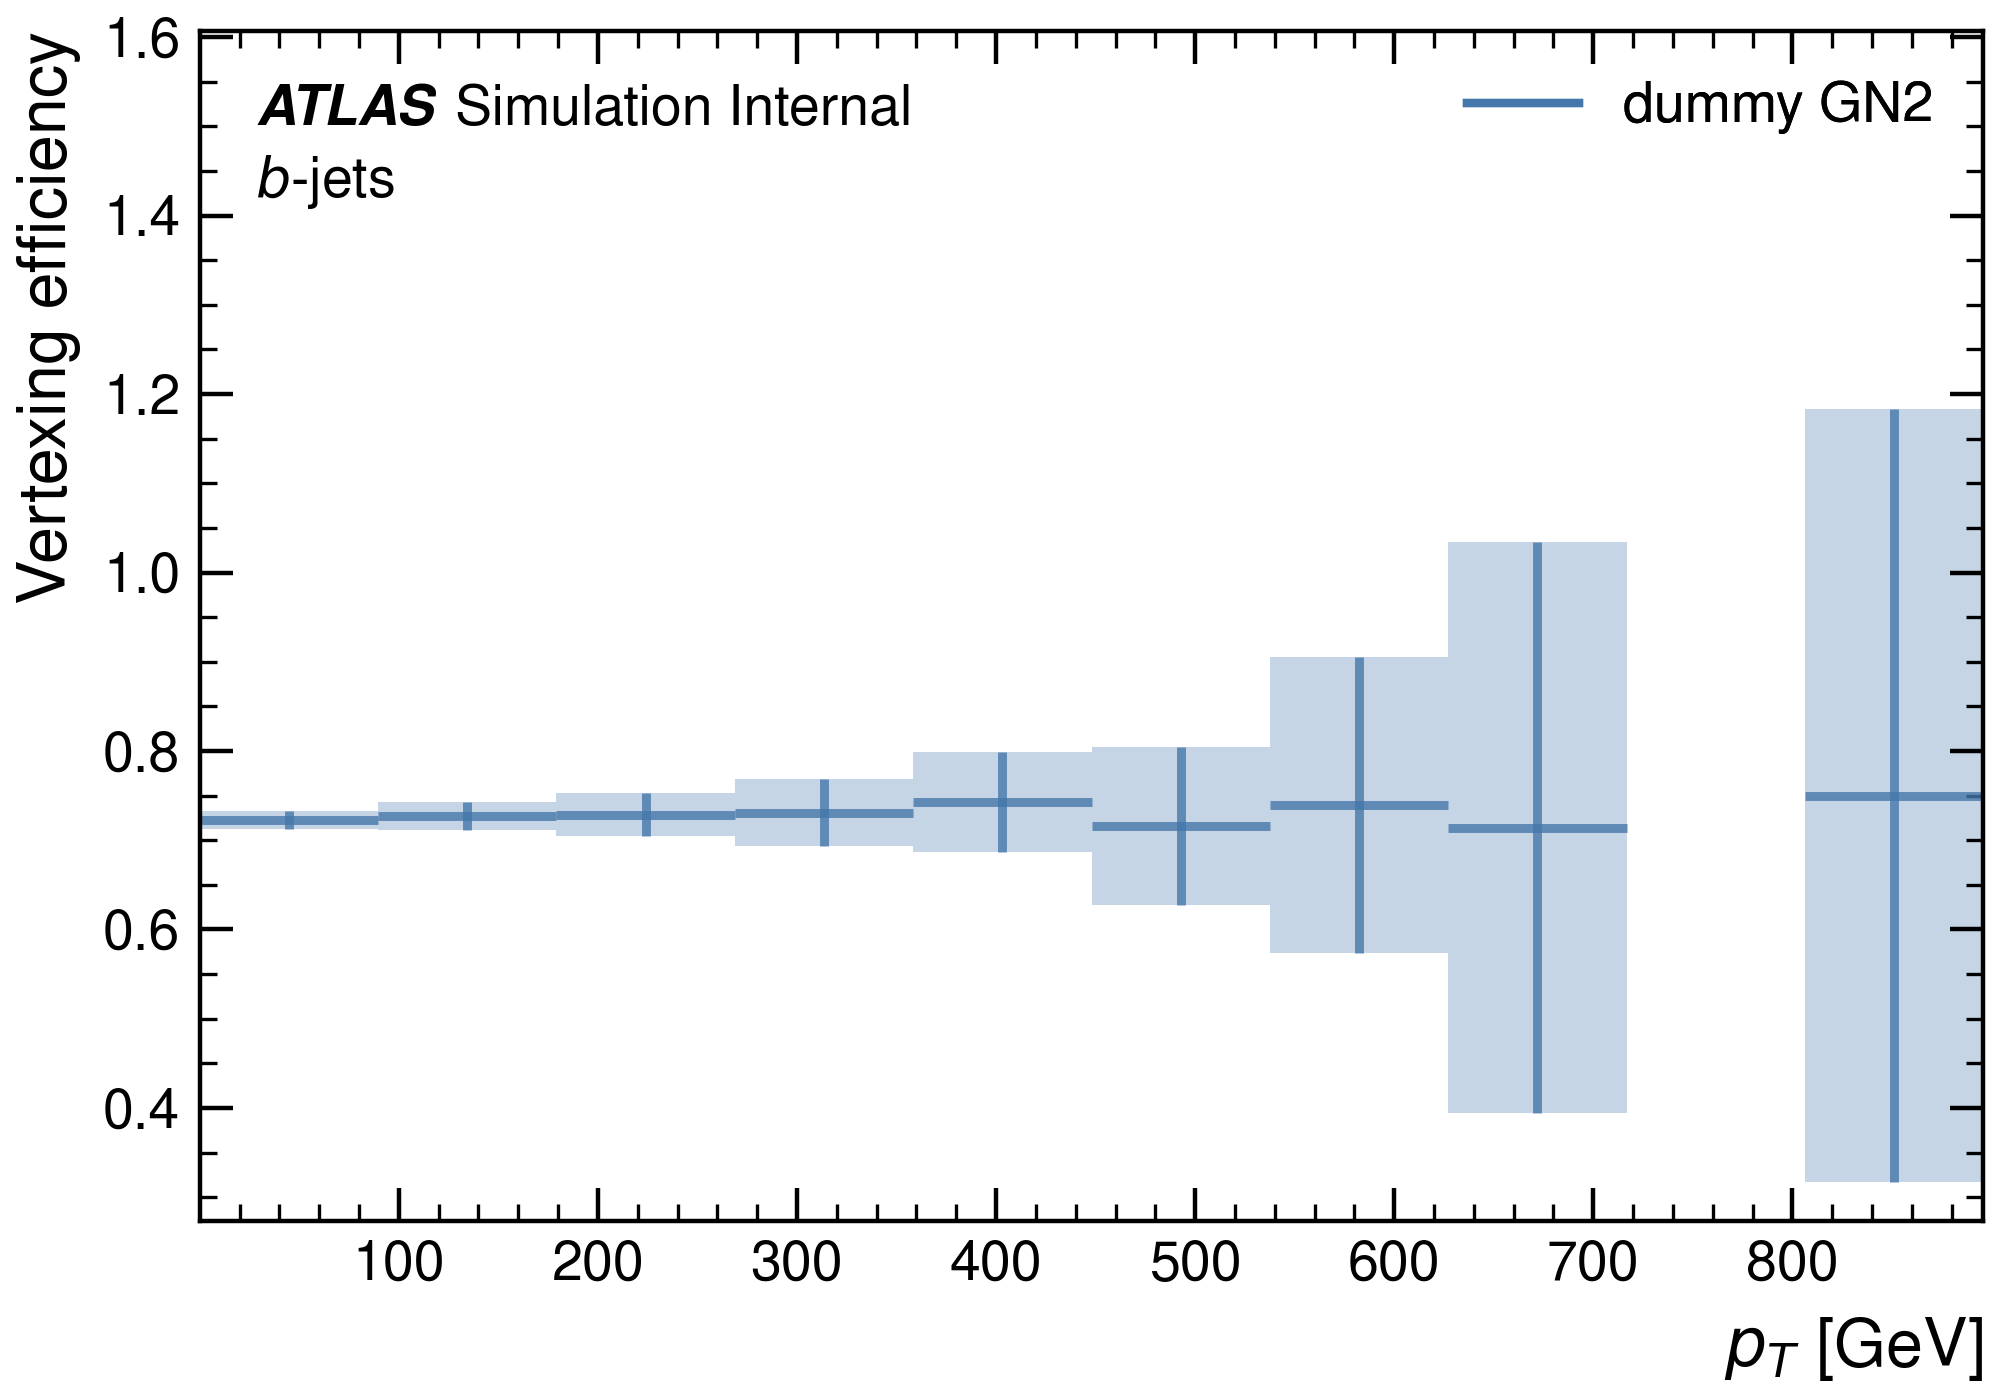 ATLAS Simulation Internal
b-jets
dummy GN2
Vertexing efficiency
1.6
1.4
1.2
1.0
0.8
0.6
0.4
100 200 300 400 500 600 700 800
p_T [GeV]